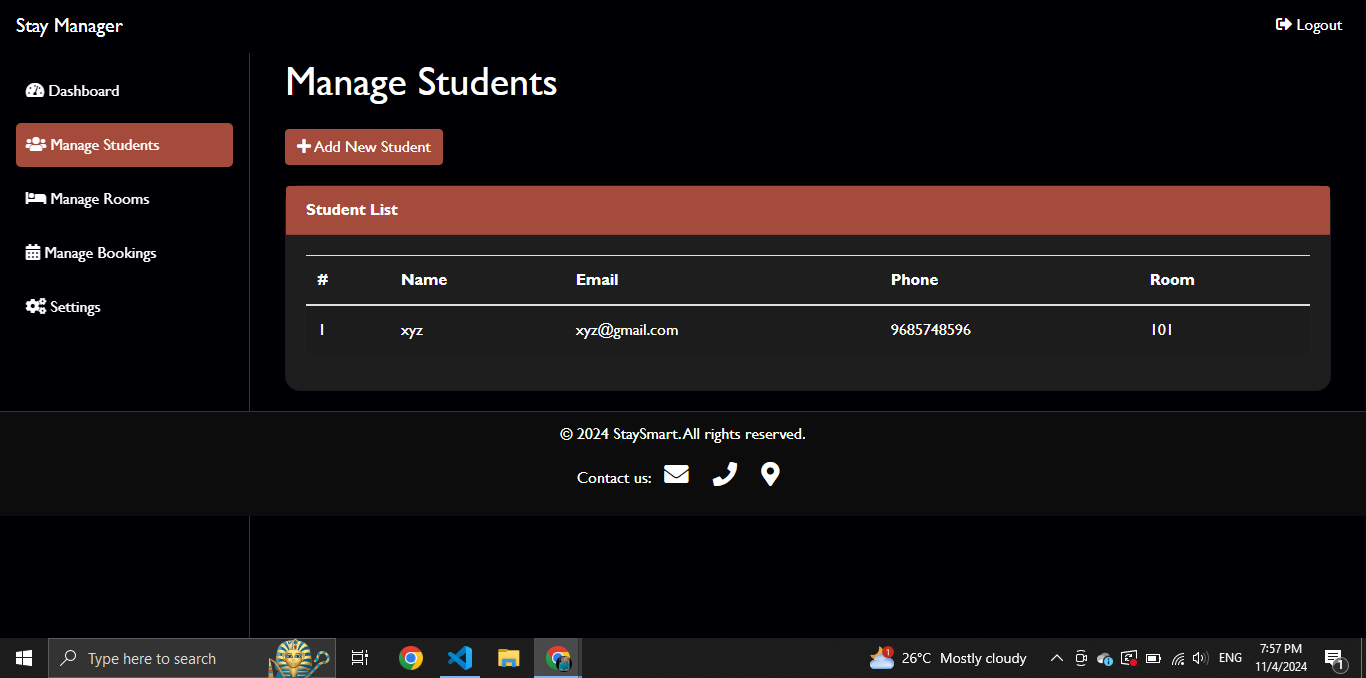 Stay Manager
Logout
Dashboard
Manage Students
Manage Rooms
Manage Bookings
Settings
Manage Students
Add New Student
Student List
# Name Email Phone Room
1 xyz xyz@gmail.com 9685748596 101
© 2024 StaySmart. All rights reserved.
Contact us:
Type here to search
1
26°C Mostly cloudy
ENG
7:57 PM
11/4/2024
1